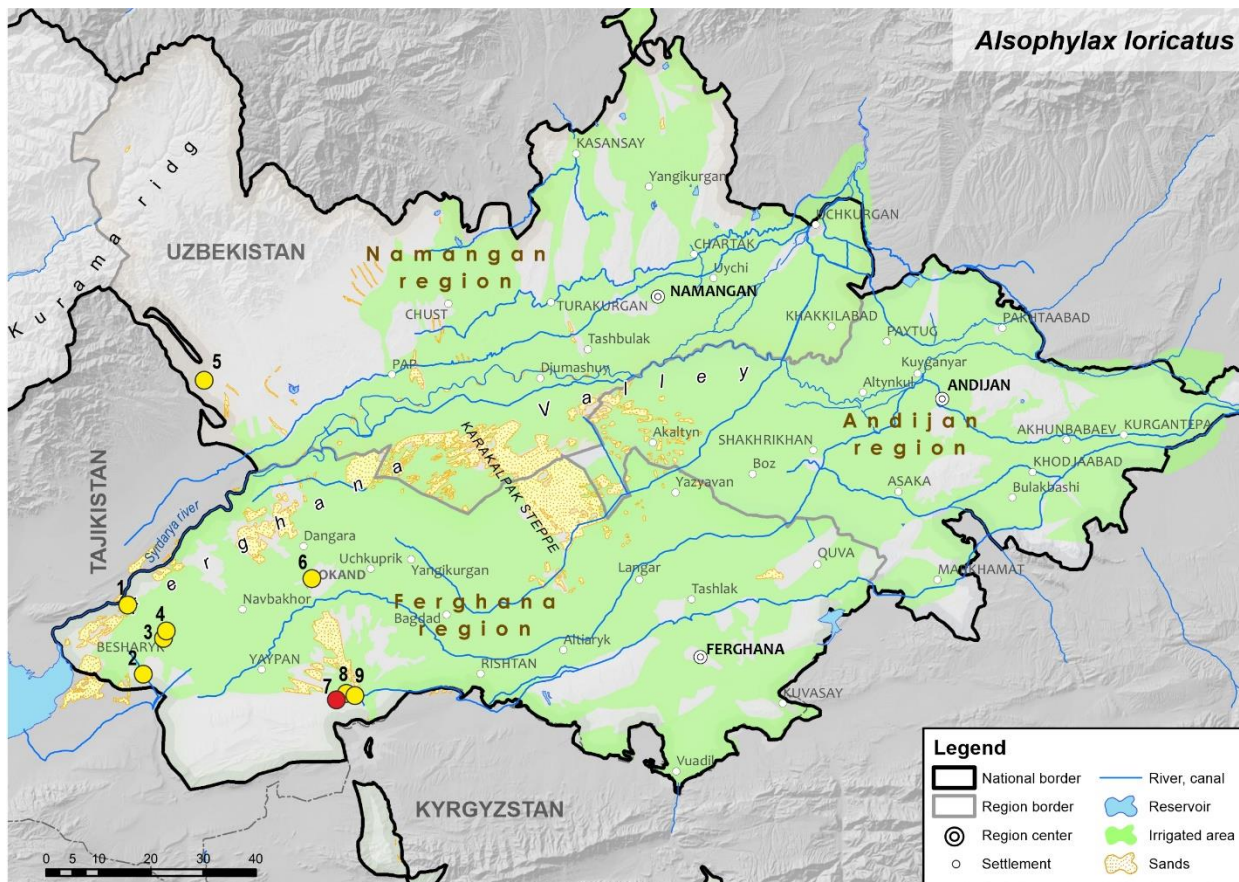 Alsophylax loricatus
KASANSAY
Yangikurgan
Kurama ridg
UZBEKISTAN
UCHKURGAN
Namangan
region
CHARTAK
Uychi
NAMANGAN
CHUST
TURAKURGAN
KHAKKILABAD
PAKHTAABAD
PAYTUG
Tashbulak
5
PAP
Djumashuy
Kuyganyar
Altynkul
ANDIJAN
erghana Valley
Andijan
region
Akaltyn
SHAKHRIKHAN
AKHUNBABAEV
KURGANTEPA
KARAKALPAK STEPPE
Boz
KHODJAABAD
Yazyavan
ASAKA
Bulakbashi
TAJIKISTAN
Syrdarya river
Dangara
Uchkuprik
Yangikurgan
6
OKAND
QUVA
MARKHAMAT
Langar
1
Navbakhor
Ferghana
region
Bagdad
Tashlak
4
3
BESHARYK
Altiaryk
FERGHANA
2
YAYPAN
RISHTAN
7
8
9
KUVASAY
Vuadil
KYRGYZSTAN
0
10
20
30
40
Legend
National border
River, canal
Region border
Reservoir
Region center
Irrigated area
Settlement
Sands